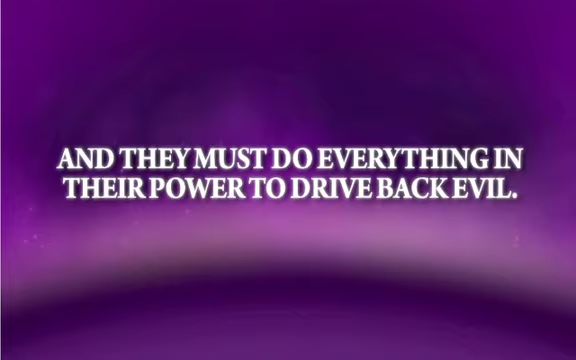 AND THEY MUST DO EVERYTHING IN
THEIR POWER TO DRIVE BACK EVIL.